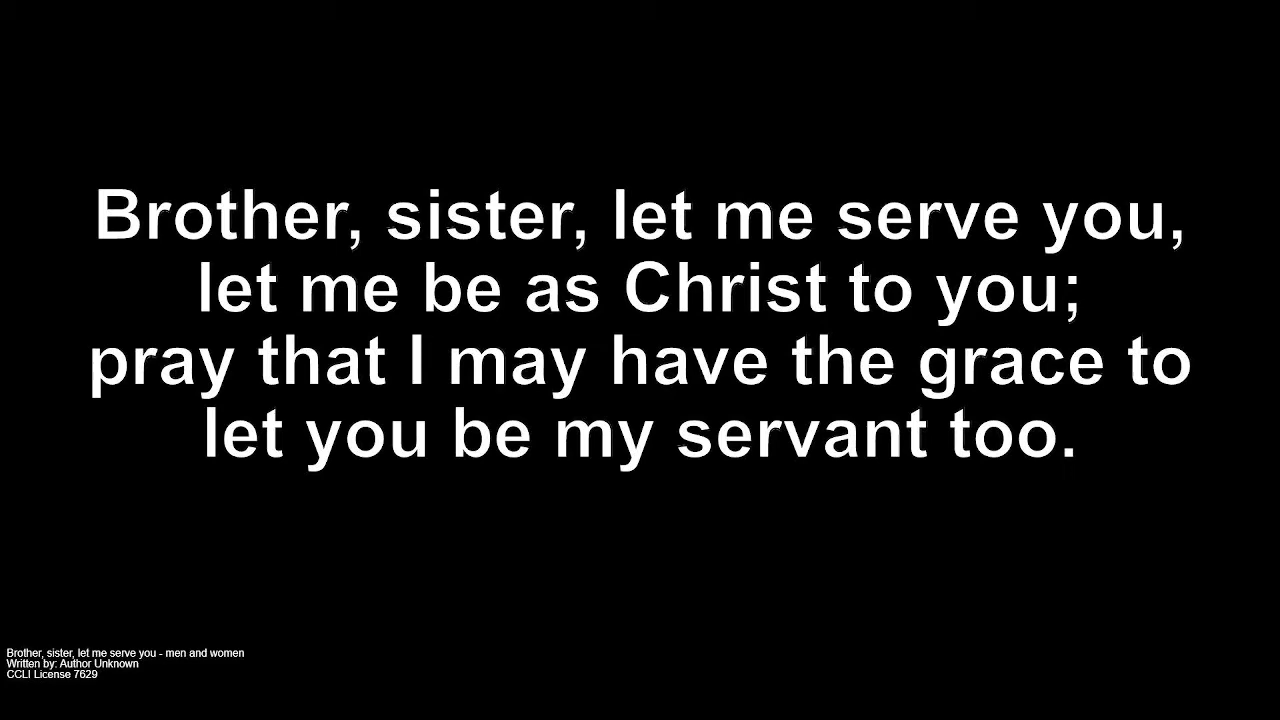 Brother, sister, let me serve you,
let me be as Christ to you;
pray that I may have the grace to
let you be my servant too.
Brother, sister, let me serve you - men and women
Written by: Author Unknown
CCLI License 7629